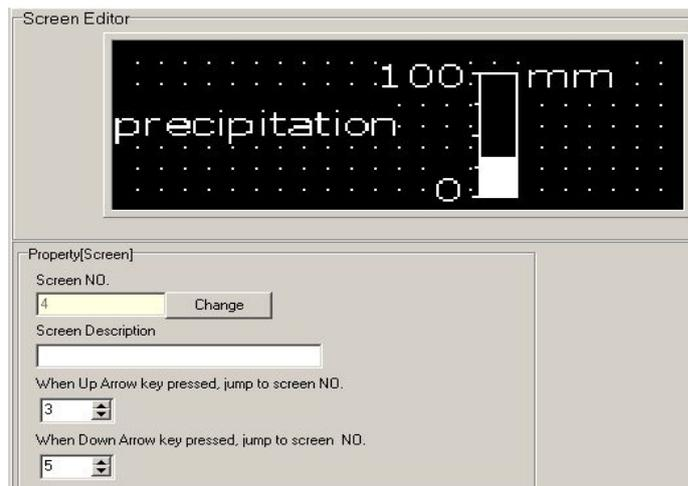 Screen Editor
100 mm
precipitation
0
Property[Screen]
Screen NO.
4 Change
Screen Description
When Up Arrow key pressed, jump to screen NO.
3
When Down Arrow key pressed, jump to screen NO.
5